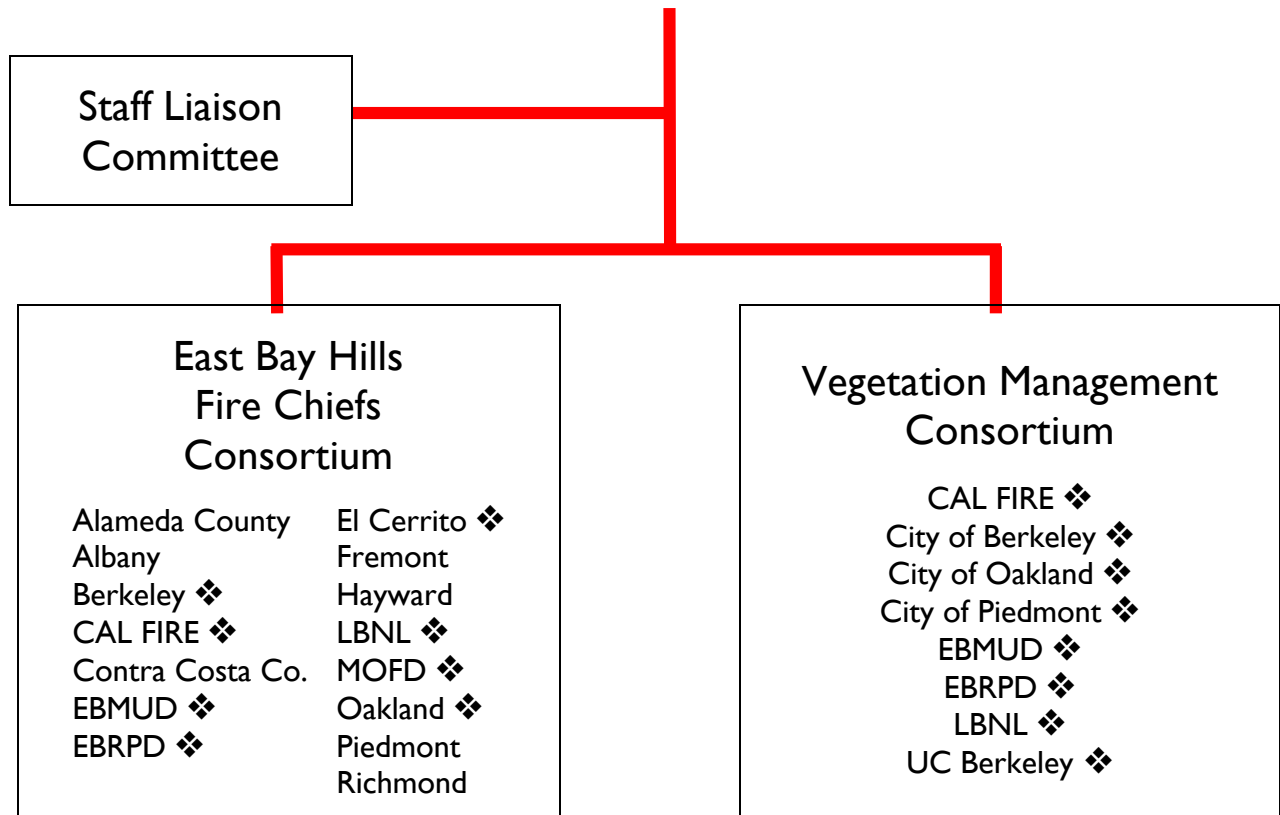 Staff Liaison
Committee
East Bay Hills
Fire Chiefs
Consortium
Alameda County
Albany
Berkeley ❖
CAL FIRE ❖
Contra Costa Co.
EBMUD ❖
EBRPD ❖
El Cerrito ❖
Fremont
Hayward
LBNL ❖
MOFD ❖
Oakland ❖
Piedmont
Richmond
Vegetation Management
Consortium
CAL FIRE ❖
City of Berkeley ❖
City of Oakland ❖
City of Piedmont ❖
EBMUD ❖
EBRPD ❖
LBNL ❖
UC Berkeley ❖